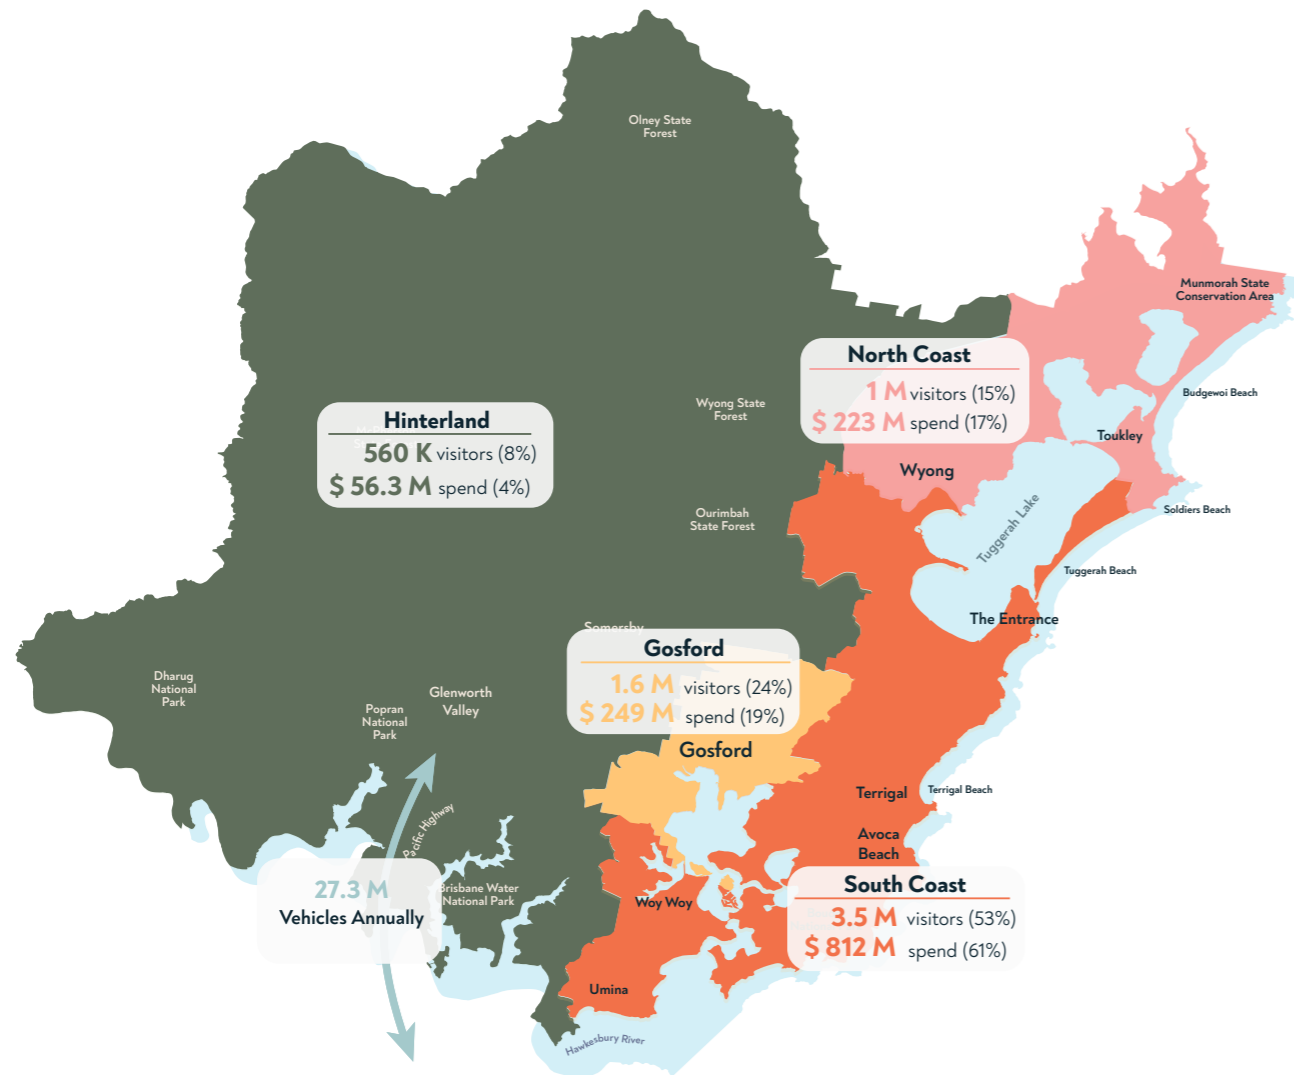 Olney State
Forest
Munmorah State
Conservation Area
North Coast
1 M visitors (15%)
$ 223 M spend (17%)
Budgewoi Beach
Wyong State
Forest
Hinterland
560 K visitors (8%)
$ 56.3 M spend (4%)
Toukley
Wyong
Soldiers Beach
Ourimbah
State Forest
Tuggerah Lake
Tuggerah Beach
The Entrance
Somersby
Gosford
1.6 M visitors (24%)
$ 249 M spend (19%)
Dharug
National
Park
Glenworth
Valley
Popran
National
Park
Gosford
Terrigal
Terrigal Beach
Pacific Highway
Avoca
Beach
27.3 M
Vehicles Annually
Brisbane Water
National Park
South Coast
3.5 M visitors (53%)
$ 812 M spend (61%)
Woy Woy
Umina
Hawkesbury River